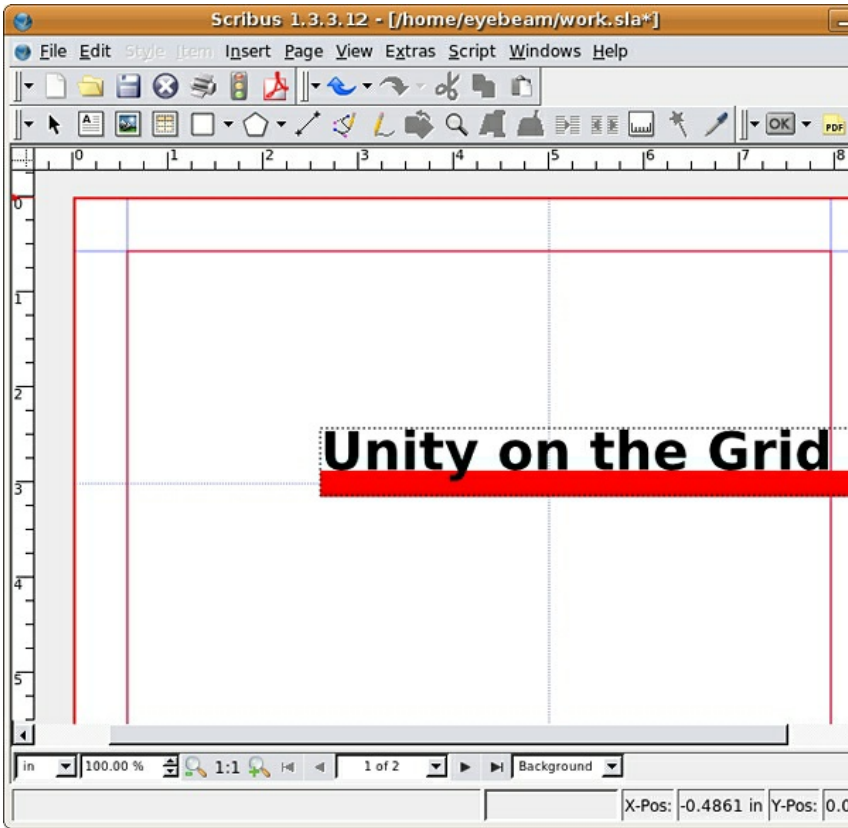 Scribus 1.3.3.12 - [/home/eyebeam/work.sla*]
File Edit Style Item Insert Page View Extras Script Windows Help
OK PDF
0 1 2 3 4 5 6 7 8
0
1
2
Unity on the Grid
3
4
5
in 100.00 % 1:1 1 of 2 Background
X-Pos: -0.4861 in Y-Pos: 0.0